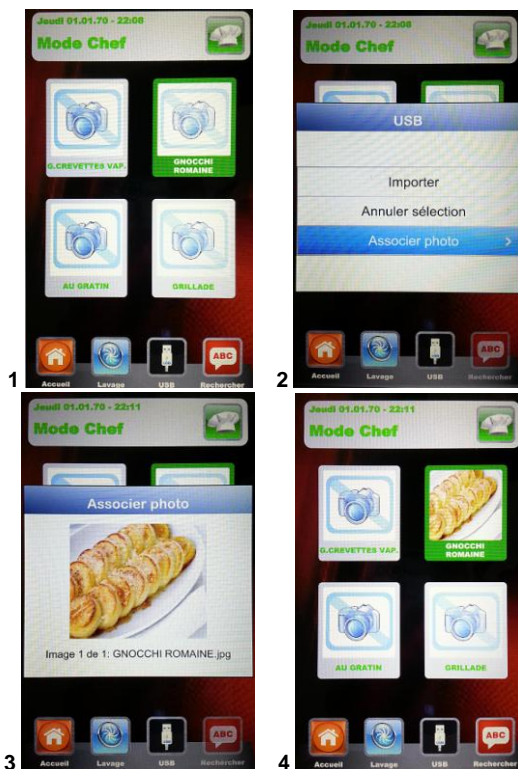 Jeudi 01.01.70 - 22:08
Mode Chef
G.CREVETTES VAP.
GNOCCHI
ROMAINE
AU GRATIN
GRILLADE
ABC
Accueil
Lavage
USB
Rechercher
1
Jeudi 01.01.70 - 22:08
Mode Chef
USB
Importer
Annuler sélection
Associer photo
ABC
Accueil
Lavage
USB
Rechercher
2
Jeudi 01.01.70 - 22:11
Mode Chef
Associer photo
Image 1 de 1: GNOCCHI ROMAINE.jpg
ABC
Accueil
Lavage
USB
Rechercher
3
Jeudi 01.01.70 - 22:11
Mode Chef
G.CREVETTES VAP.
GNOCCHI
ROMAINE
AU GRATIN
GRILLADE
ABC
Accueil
Lavage
USB
Rechercher
4